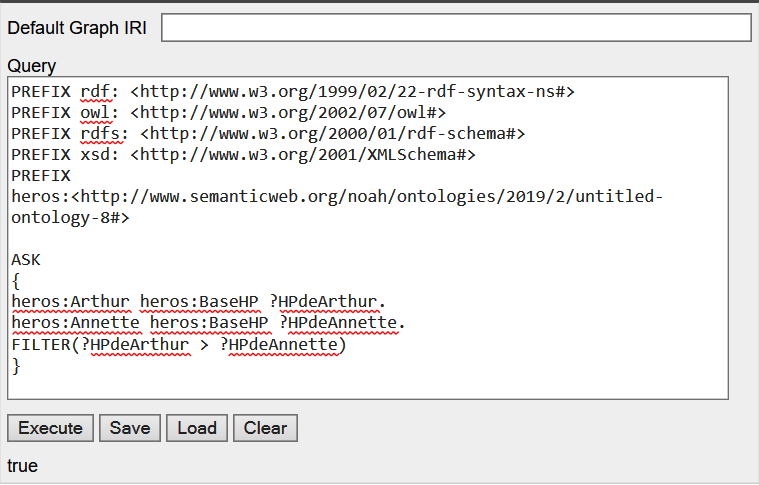 Default Graph IRI
Query
PREFIX rdf: <http://www.w3.org/1999/02/22-rdf-syntax-ns#>
PREFIX owl: <http://www.w3.org/2002/07/owl#>
PREFIX rdfs: <http://www.w3.org/2000/01/rdf-schema#>
PREFIX xsd: <http://www.w3.org/2001/XMLSchema#>
PREFIX
heros:<http://www.semanticweb.org/noah/ontologies/2019/2/untitled-
ontology-8#>
ASK
{
heros:Arthur heros:BaseHP ?HPdeArthur.
heros:Annette heros:BaseHP ?HPdeAnnette.
FILTER(?HPdeArthur > ?HPdeAnnette)
}
Execute Save Load Clear
true